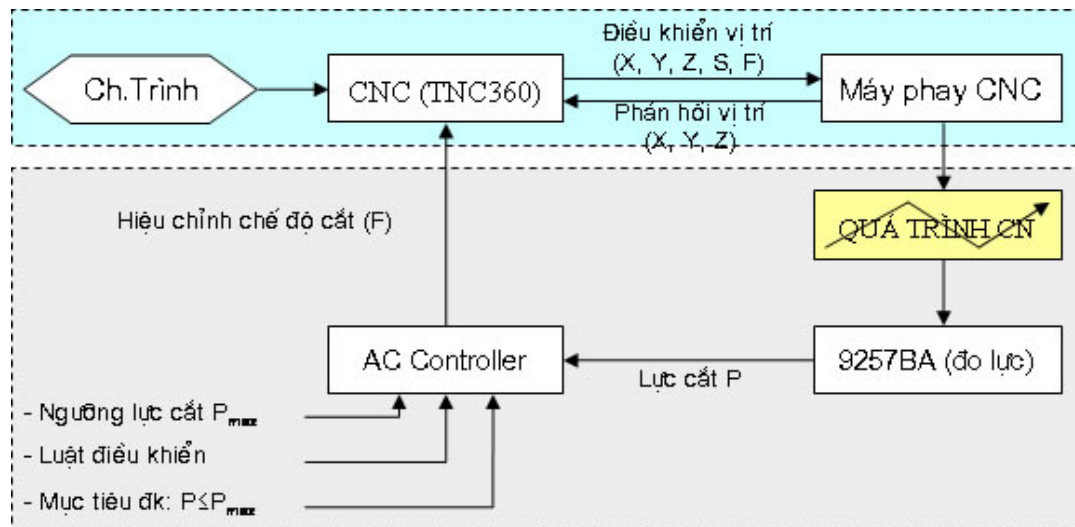 Điều khiển vị trí
(X, Y, Z, S, F)
Ch.Trình
CNC (TNC360)
Máy phay CNC
Phản hồi vị trí
(X, Y, Z)
Hiệu chỉnh chế độ cắt (F)
QUÁ TRÌNH CN
AC Controller
9257BA (đo lực)
Lực cắt P
- Ngưỡng lực cắt Pmax
- Luật điều khiển
- Mục tiêu đk: P≤Pmax